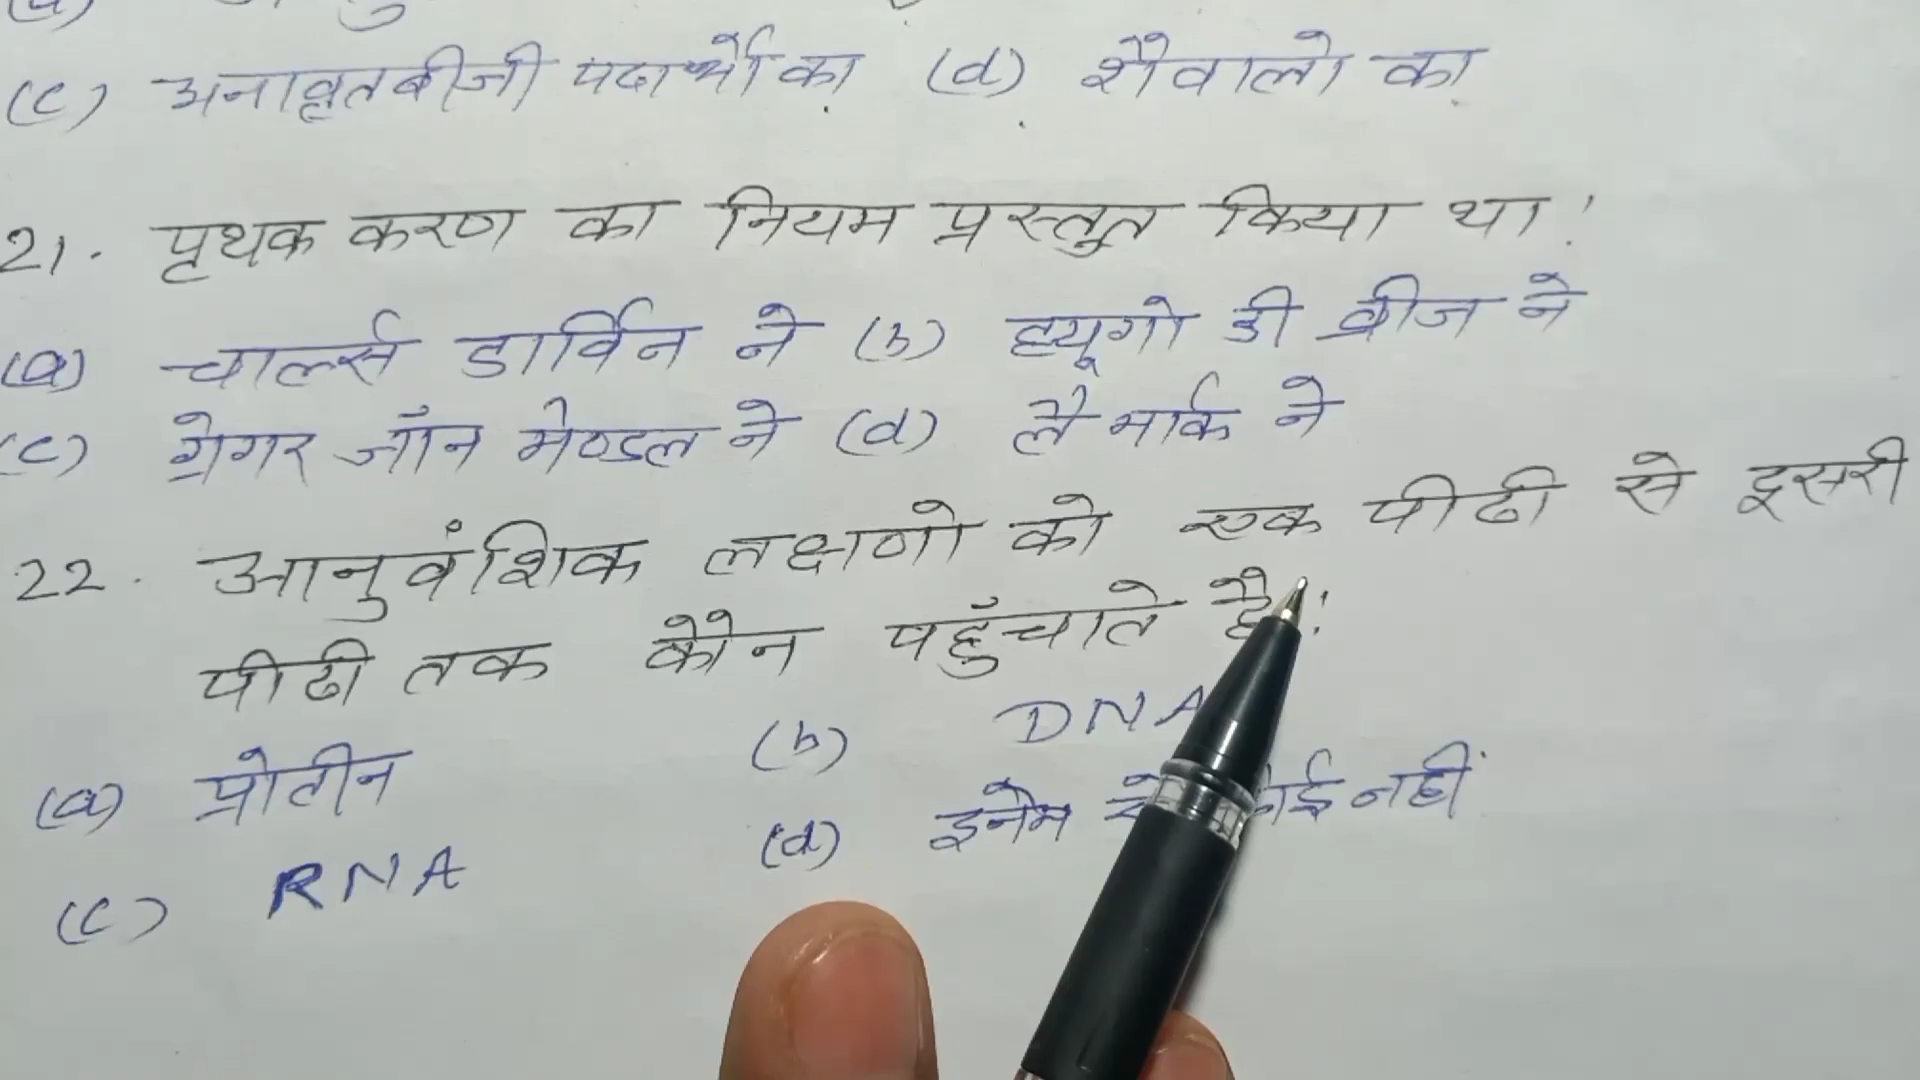 (c) अनावृतबीजी पदार्थो का (d) शैवालो का
21. पृथक करण का नियम प्रस्तुत किया था!
(a) चार्ल्स डार्विन ने (b) ह्यूगो डी ब्रीज ने
(c) ग्रेगर जॉन मेण्डल ने (d) लैमार्क ने
22. आनुवंशिक लक्षणो को एक पीढी से दूसरी
पीढी तक कौन पहुँचाते है!
(a) प्रोटीन (b) DNA
(c) RNA (d) इनमे से कोई नहीं